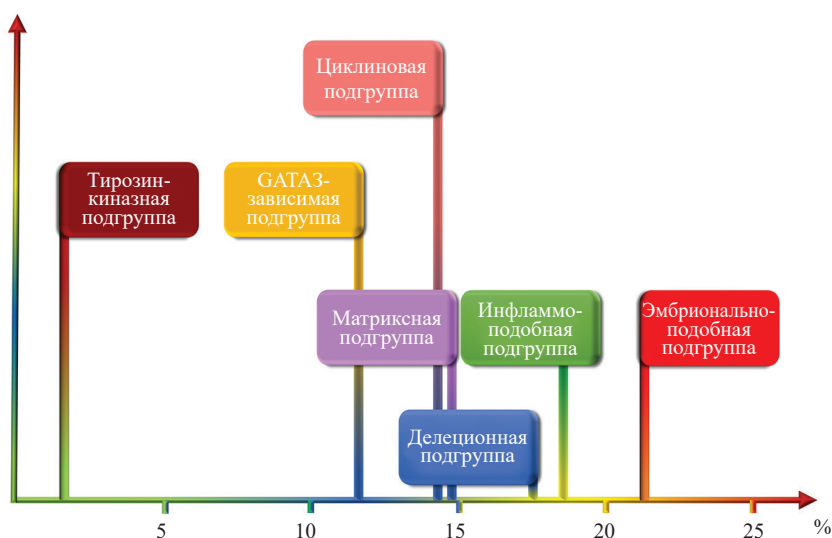 Циклиновая
подгруппа
Тирозин-
киназная
подгруппа
GATA3-
зависимая
подгруппа
Матриксная
подгруппа
Инфламмо-
подобная
подгруппа
Эмбрионально-
подобная
подгруппа
Делеционная
подгруппа
5 10 15 20 25 %